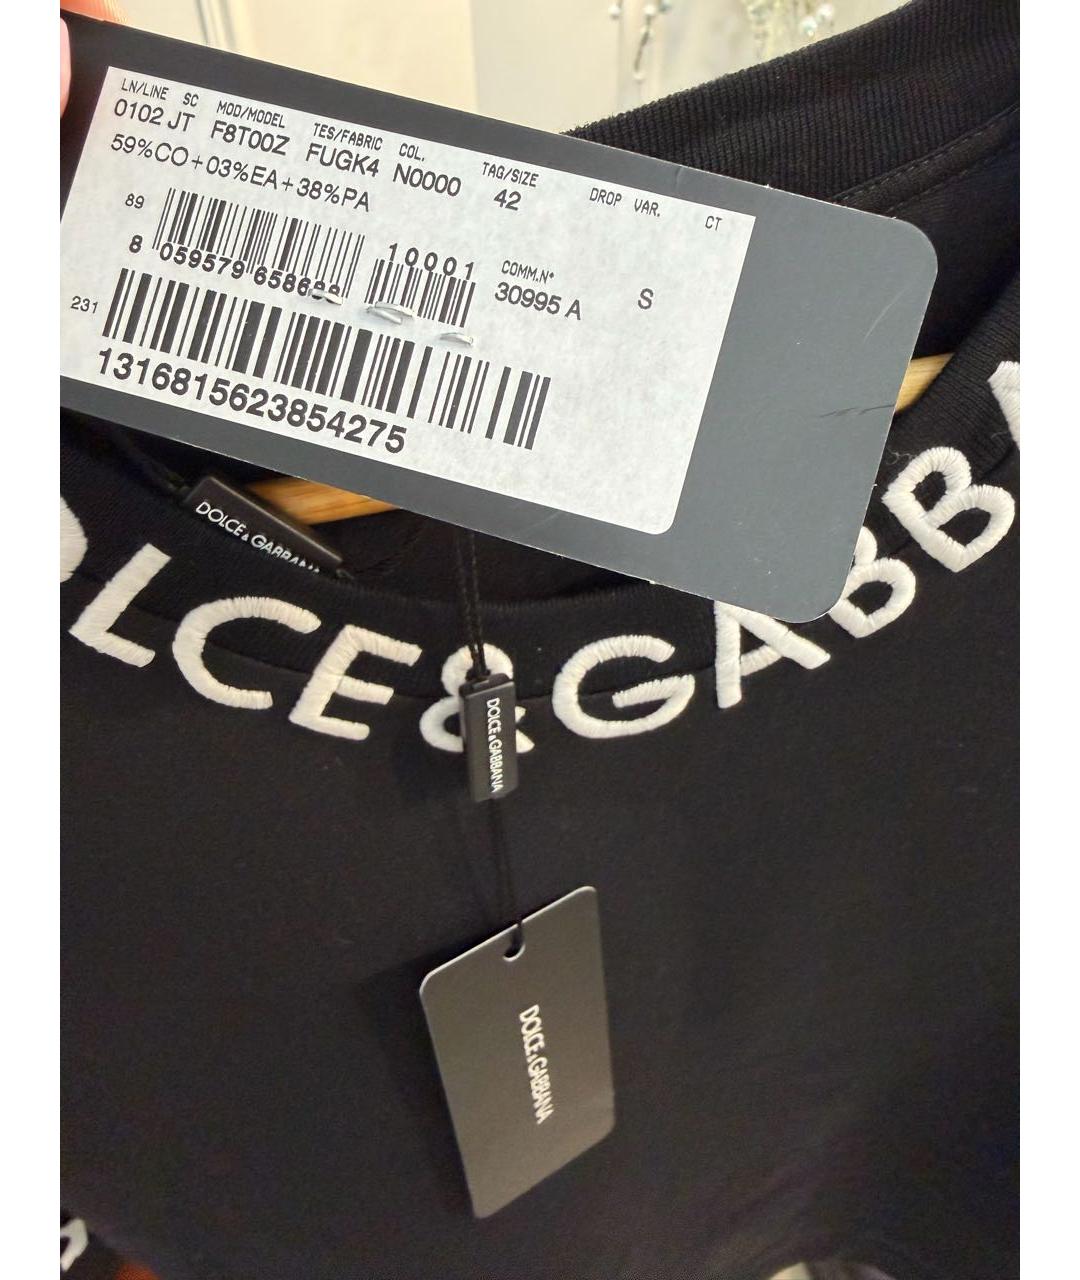 LN/LINE SC MOD/MODEL TES/FABRIC COL. TAG/SIZE DROP VAR. CT
0102 JT F8T00Z FUGK4 N0000 42
59%CO+03%EA+38%PA
89
8 059579 10001
COMM.N°
30995 A S
231
1316815623854275
DOLCE&GABBANA
LCE&GABB
DOLCE&GABBANA
DOLCE&GABBANA